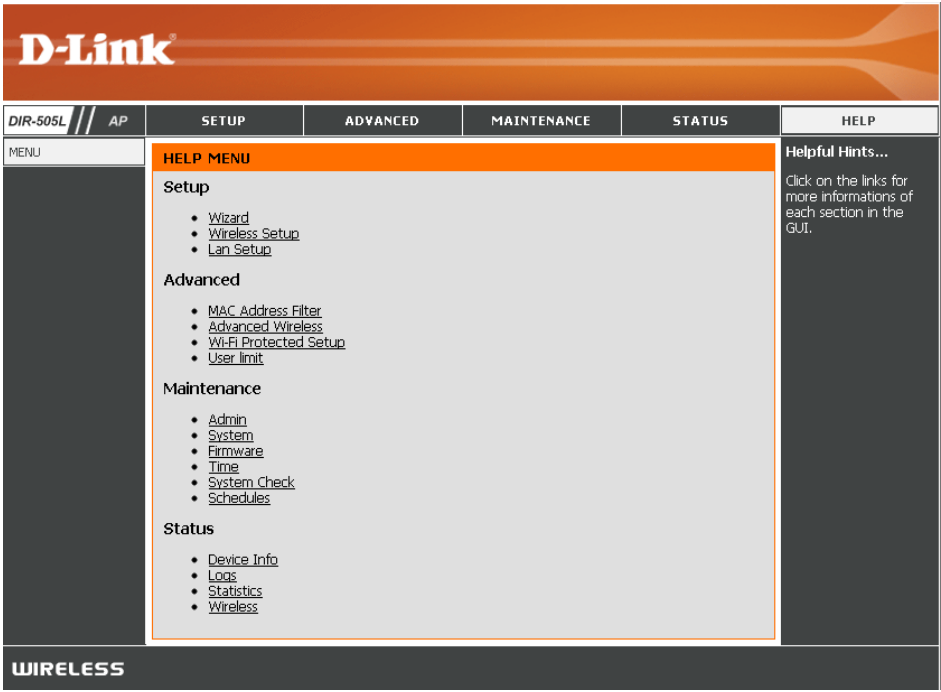 D-Link®
DIR-505L // AP SETUP ADVANCED MAINTENANCE STATUS HELP
MENU
HELP MENU
Setup
• Wizard
• Wireless Setup
• Lan Setup
Advanced
• MAC Address Filter
• Advanced Wireless
• Wi-Fi Protected Setup
• User limit
Maintenance
• Admin
• System
• Firmware
• Time
• System Check
• Schedules
Status
• Device Info
• Logs
• Statistics
• Wireless
Helpful Hints...
Click on the links for
more informations of
each section in the
GUI.
WIRELESS